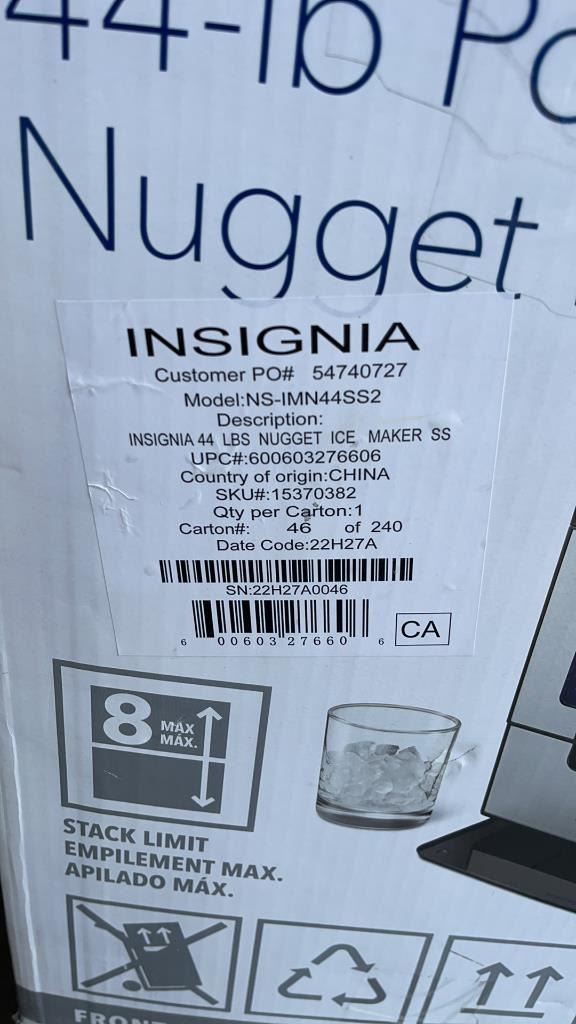 44-lb
Nugget
INSIGNIA
Customer PO# 54740727
Model:NS-IMN44SS2
Description:
INSIGNIA 44 LBS NUGGET ICE MAKER SS
UPC#:600603276606
Country of origin:CHINA
SKU#:15370382
Qty per Carton:1
Carton#: 46 of 240
Date Code:22H27A
SN:22H27A0046
6 00603 27660 6
CA
8 MAX
MÁX.
STACK LIMIT
EMPILEMENT MAX.
APILADO MÁX.